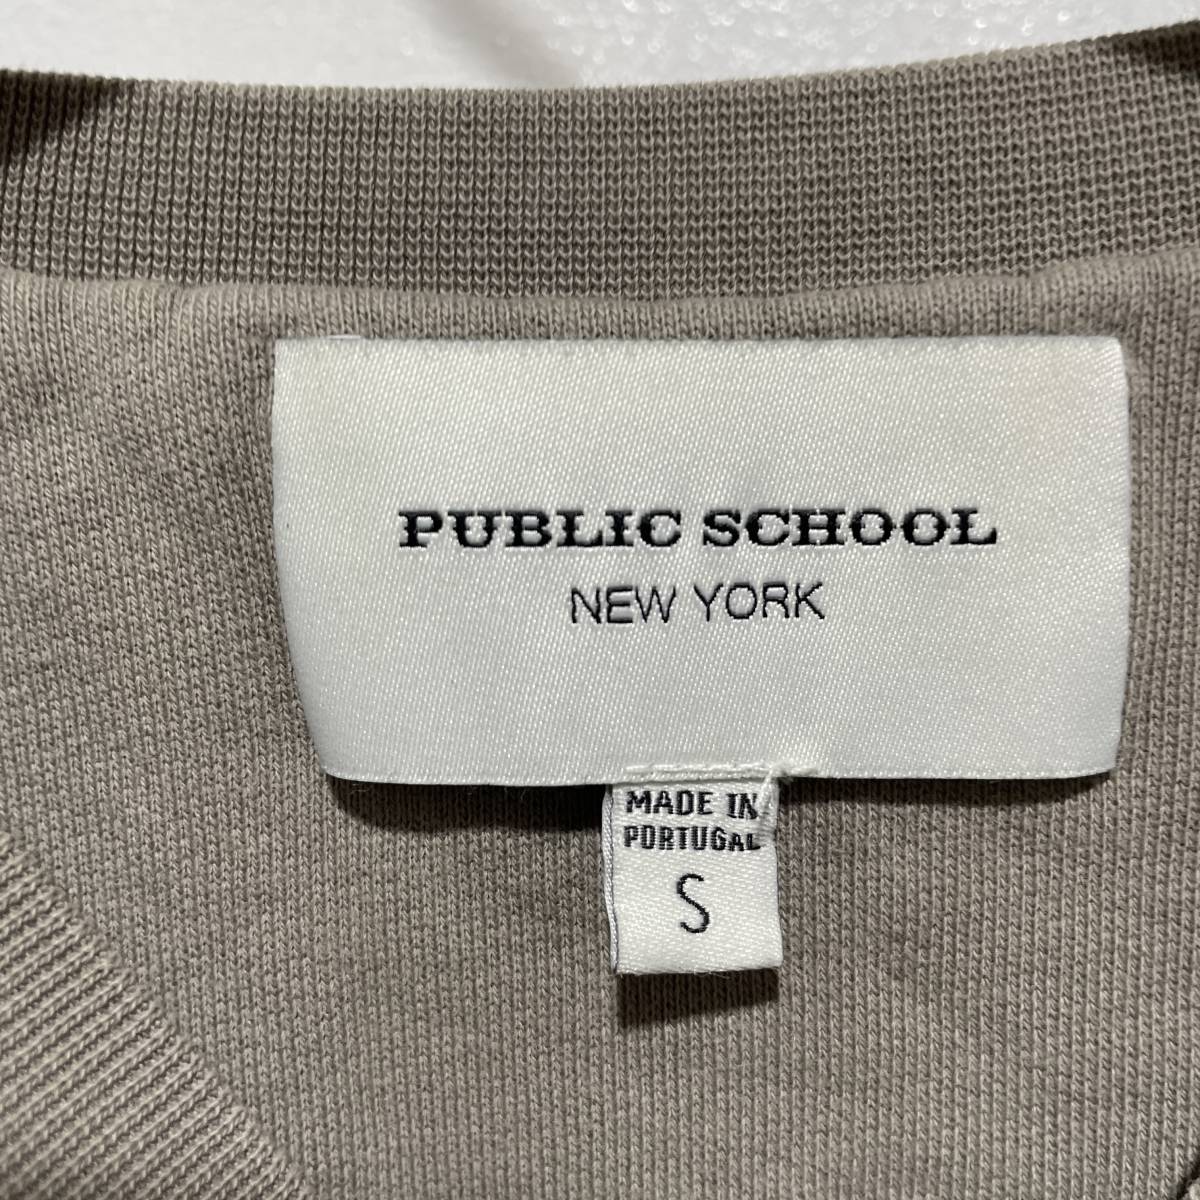 PUBLIC SCHOOL
NEW YORK
MADE IN
PORTUGAL
S